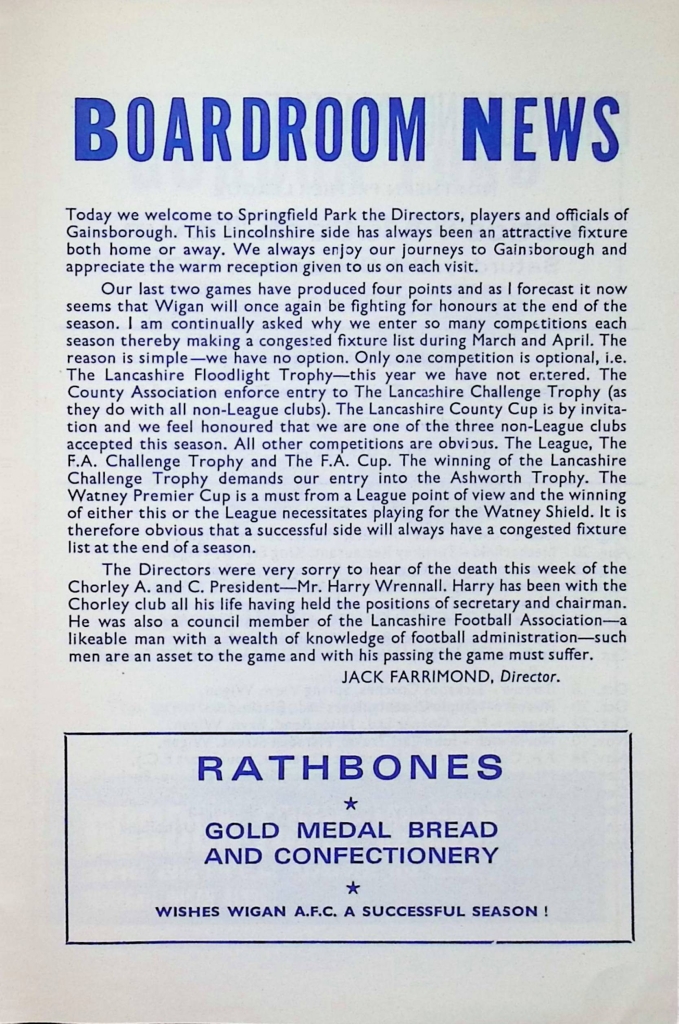 BOARDROOM NEWS
Today we welcome to Springfield Park the Directors, players and officials of
Gainsborough. This Lincolnshire side has always been an attractive fixture
both home or away. We always enjoy our journeys to Gainsborough and
appreciate the warm reception given to us on each visit.
Our last two games have produced four points and as I forecast it now
seems that Wigan will once again be fighting for honours at the end of the
season. I am continually asked why we enter so many competitions each
season thereby making a congested fixture list during March and April. The
reason is simple—we have no option. Only one competition is optional, i.e.
The Lancashire Floodlight Trophy—this year we have not entered. The
County Association enforce entry to The Lancashire Challenge Trophy (as
they do with all non-League clubs). The Lancashire County Cup is by invita-
tion and we feel honoured that we are one of the three non-League clubs
accepted this season. All other competitions are obvious. The League, The
F.A. Challenge Trophy and The F.A. Cup. The winning of the Lancashire
Challenge Trophy demands our entry into the Ashworth Trophy. The
Watney Premier Cup is a must from a League point of view and the winning
of either this or the League necessitates playing for the Watney Shield. It is
therefore obvious that a successful side will always have a congested fixture
list at the end of a season.
The Directors were very sorry to hear of the death this week of the
Chorley A. and C. President—Mr. Harry Wrennall. Harry has been with the
Chorley club all his life having held the positions of secretary and chairman.
He was also a council member of the Lancashire Football Association—a
likeable man with a wealth of knowledge of football administration—such
men are an asset to the game and with his passing the game must suffer.
JACK FARRIMOND, Director.
RATHBONES
★
GOLD MEDAL BREAD
AND CONFECTIONERY
★
WISHES WIGAN A.F.C. A SUCCESSFUL SEASON !